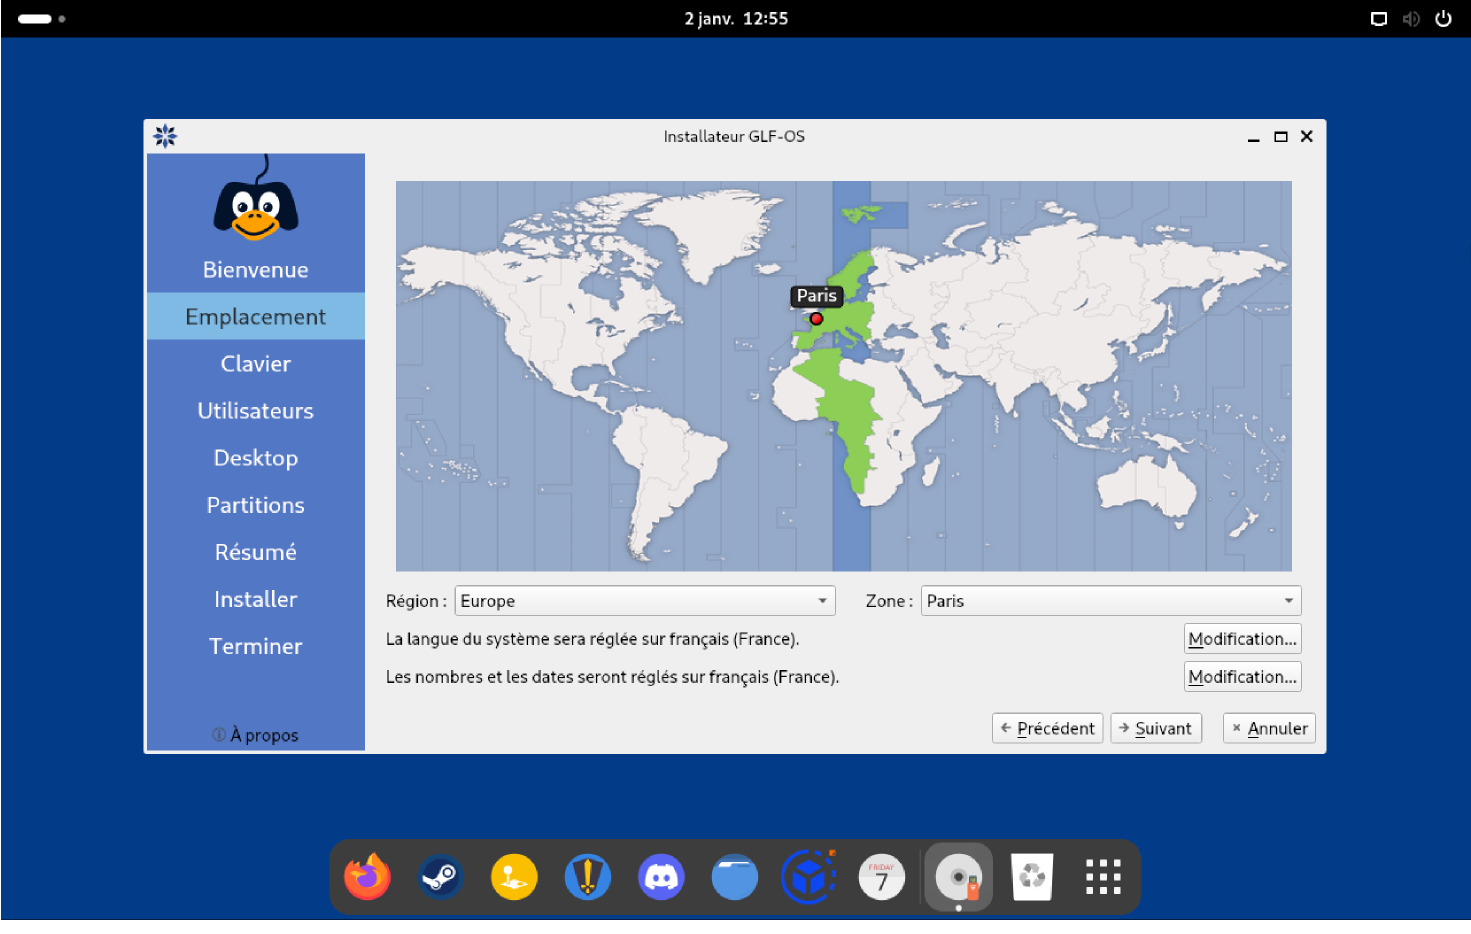 2 janv. 12:55
Installateur GLF-OS
Bienvenue
Emplacement
Clavier
Utilisateurs
Desktop
Partitions
Résumé
Installer
Terminer
À propos
Paris
Région : Europe
Zone : Paris
La langue du système sera réglée sur français (France).
Modification...
Les nombres et les dates seront réglés sur français (France).
Modification...
Précédent
Suivant
Annuler
FRIDAY
7